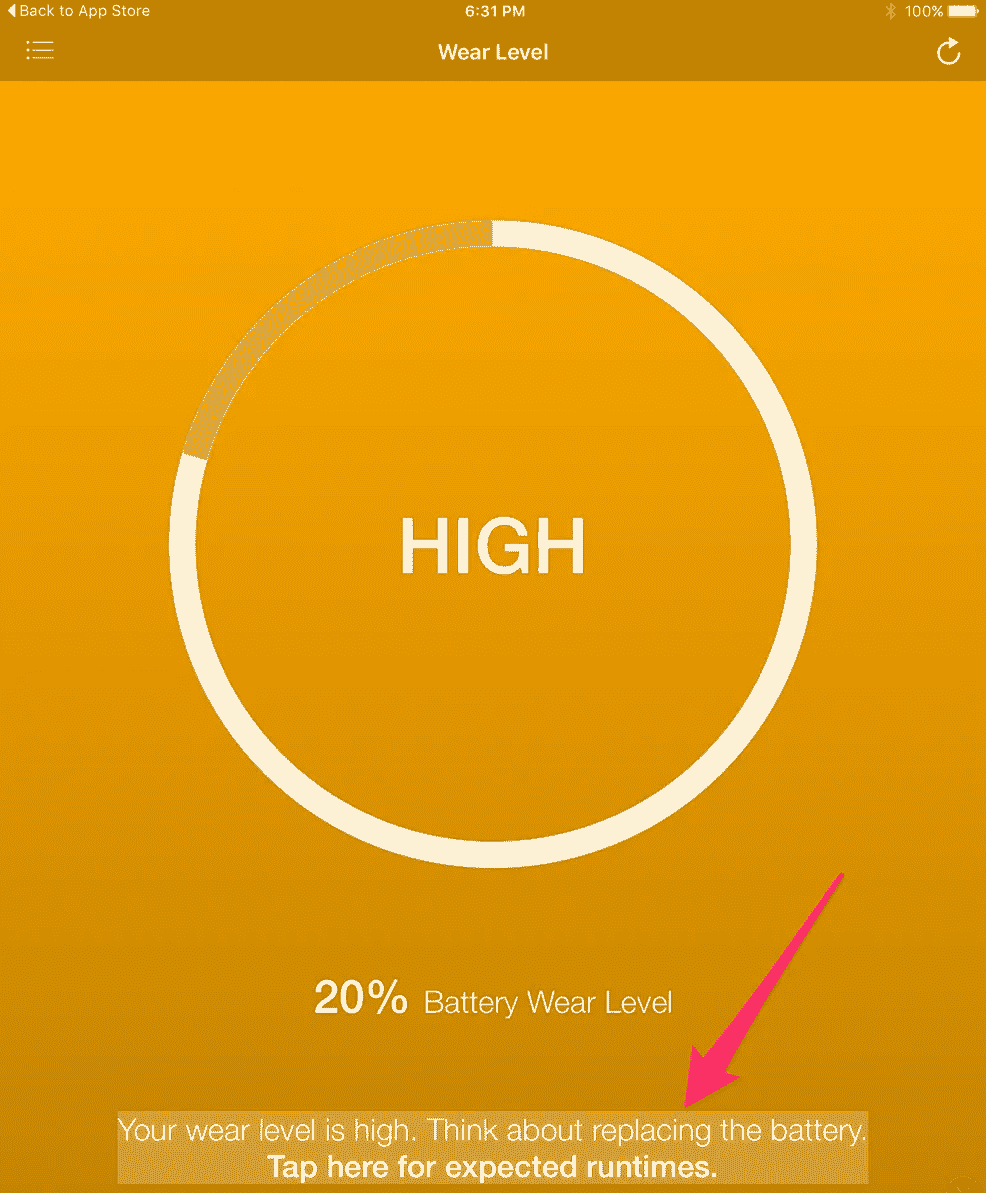 Back to App Store
6:31 PM
100%
Wear Level
HIGH
20% Battery Wear Level
Your wear level is high. Think about replacing the battery.
Tap here for expected runtimes.